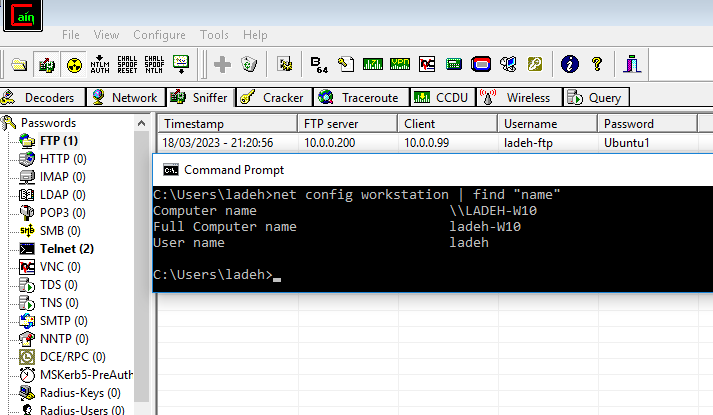 Cain
File View Configure Tools Help
NTLM AUTH CHALL SPOOF RESET CHALL SPOOF NTLM B 64 VPN
Decoders Network Sniffer Cracker Traceroute CCDU Wireless Query
Passwords
FTP (1)
HTTP (0)
IMAP (0)
LDAP (0)
POP3 (0)
SMB (0)
Telnet (2)
VNC (0)
TDS (0)
TNS (0)
SMTP (0)
NNTP (0)
DCE/RPC (0)
MSKerb5-PreAuth
Radius-Keys (0)
Radius-Users (0)
Timestamp FTP server Client Username Password
18/03/2023 - 21:20:56 10.0.0.200 10.0.0.99 ladeh-ftp Ubuntu1
Command Prompt
C:\Users\ladeh>net config workstation | find "name"
Computer name \\LADEH-W10
Full Computer name ladeh-W10
User name ladeh
C:\Users\ladeh>_